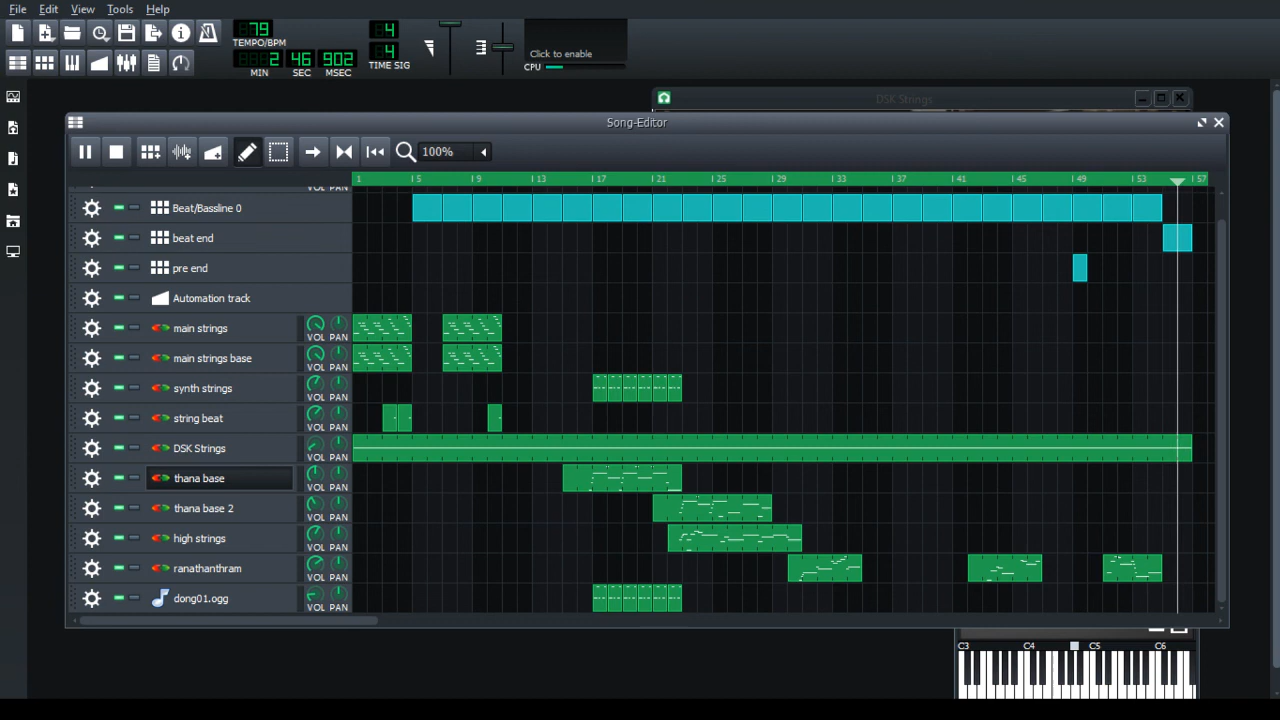 File Edit View Tools Help
79
TEMPO/BPM
2 46 902
MIN SEC MSEC
4
4
TIME SIG
Click to enable
CPU
DSK Strings
Song-Editor
100%
1 5 9 13 17 21 25 29 33 37 41 45 49 53 57
VOL PAN
Beat/Bassline 0
beat end
pre end
Automation track
main strings VOL PAN
main strings base VOL PAN
synth strings VOL PAN
string beat VOL PAN
DSK Strings VOL PAN
thana base VOL PAN
thana base 2 VOL PAN
high strings VOL PAN
ranathanthram VOL PAN
dong01.ogg VOL PAN
C3 C4 C5 C6